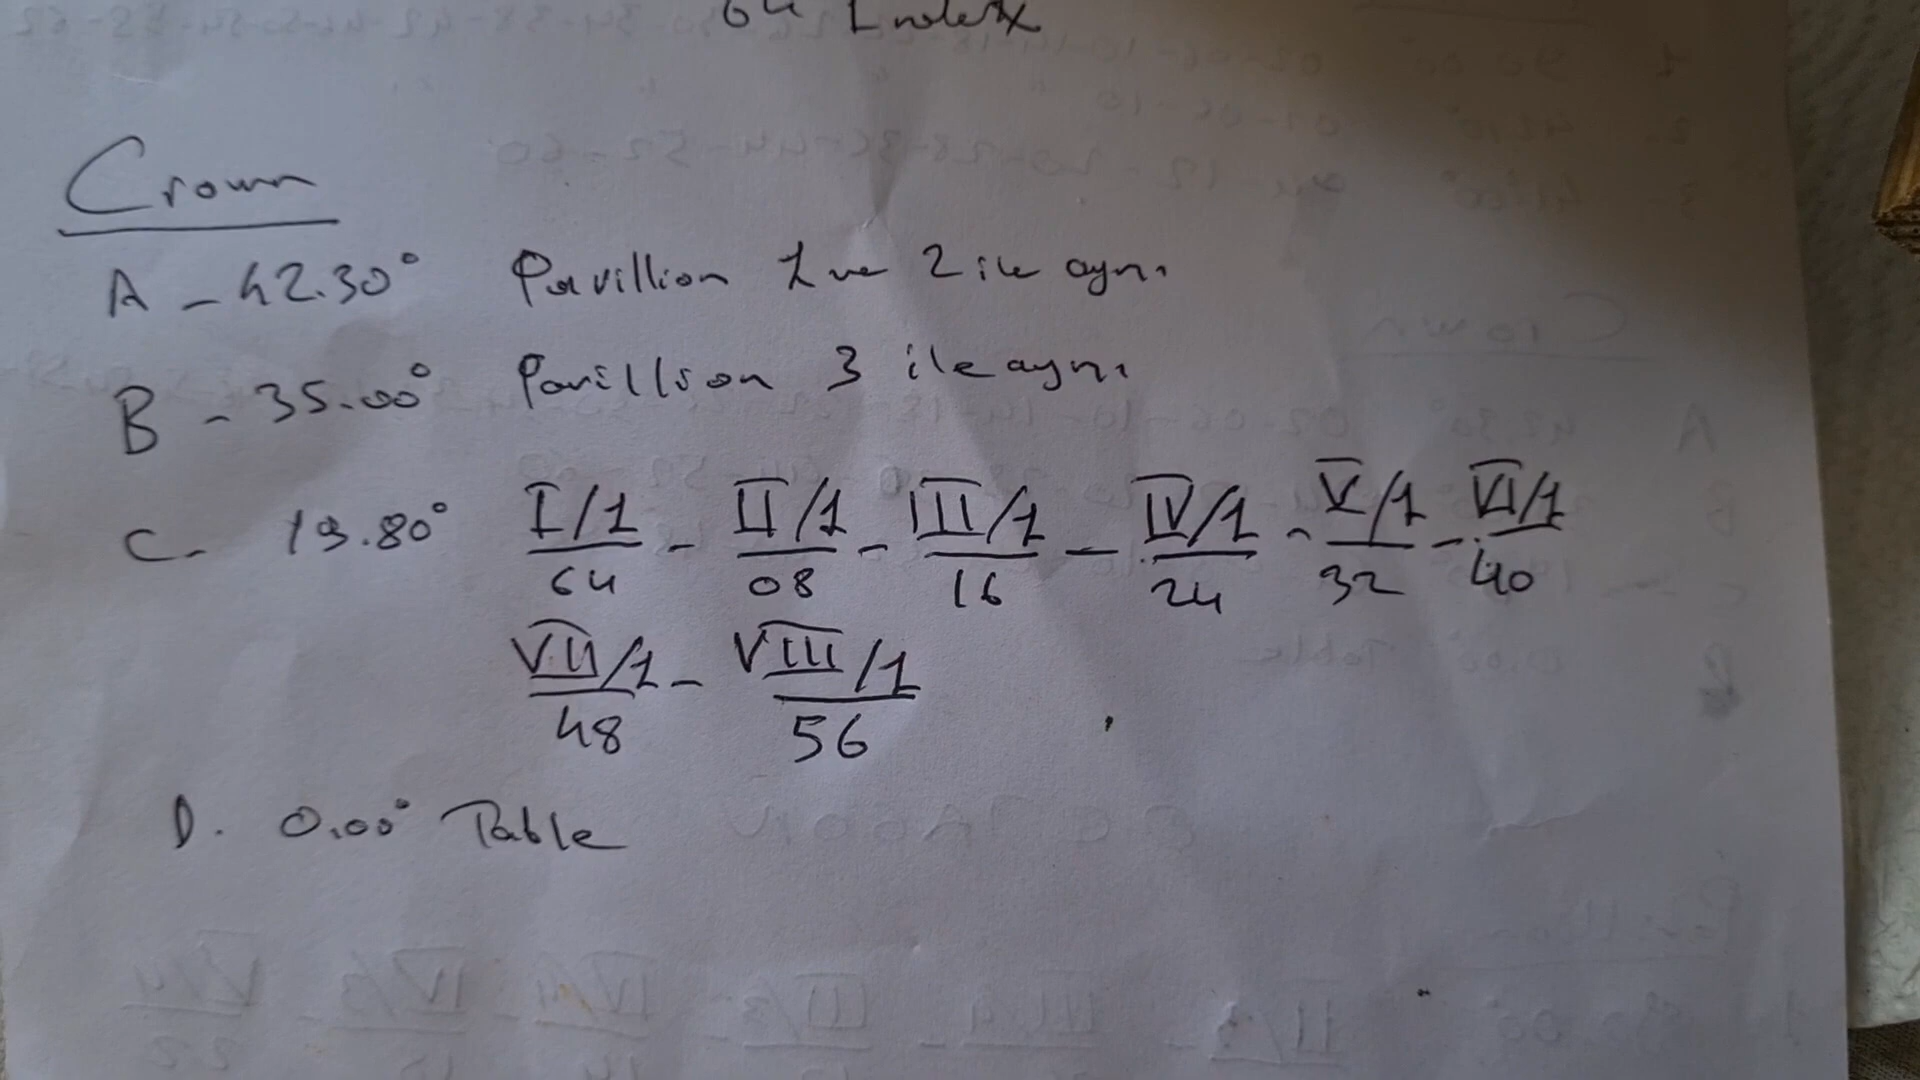 64 Index
Crown
A - 42.30° Pavillion 1 ve 2 ile aynı
B - 35.00° Pavillion 3 ile aynı
C - 19.80° I/1 - II/1 - III/1 - IV/1 - V/1 - VI/1
64 08 16 24 32 40
VII/1 - VIII/1
48 56
D. 0.00° Table